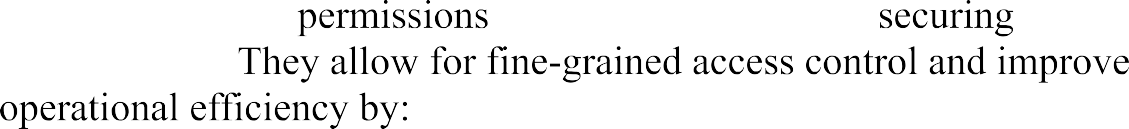 permissions securing
They allow for fine-grained access control and improve
operational efficiency by: